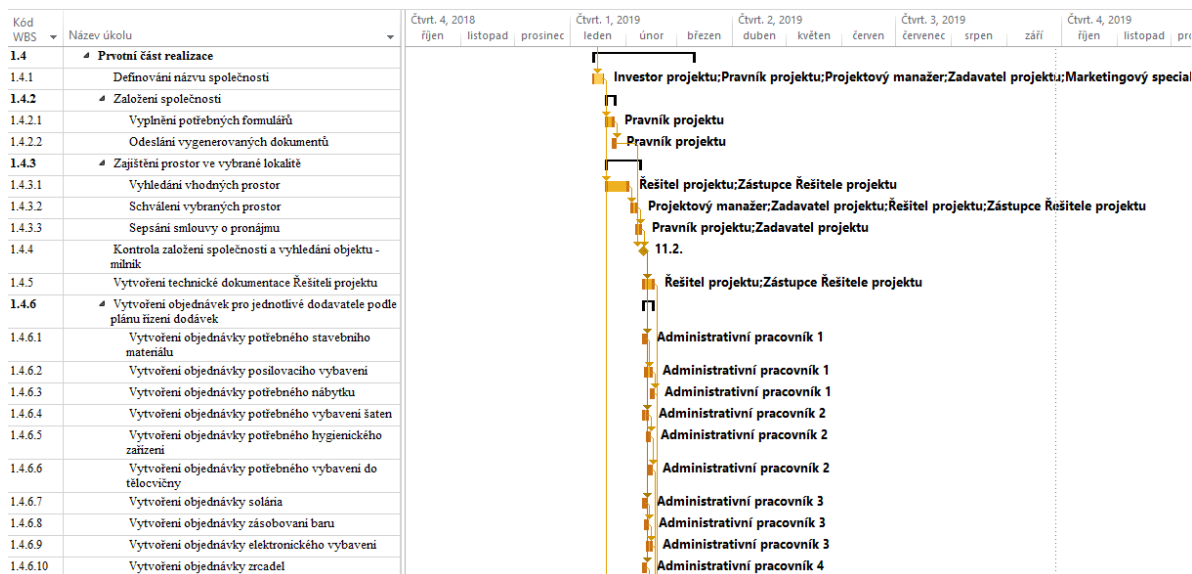 Kód
WBS
Název úkolu
Čtvrt. 4, 2018
Čtvrt. 1, 2019
Čtvrt. 2, 2019
Čtvrt. 3, 2019
Čtvrt. 4, 2019
říjen listopad prosinec leden únor březen duben květen červen červenec srpen září říjen listopad
1.4 Prvotní část realizace
1.4.1 Definování názvu společnosti Investor projektu;Pravník projektu;Projektový manažer;Zadavatel projektu;Marketingový special
1.4.2 Založení společnosti
1.4.2.1 Vyplnění potřebných formulářů Pravník projektu
1.4.2.2 Odeslání vygenerovaných dokumentů Pravník projektu
1.4.3 Zajištění prostor ve vybrané lokalitě
1.4.3.1 Vyhledání vhodných prostor Řešitel projektu;Zástupce Řešitele projektu
1.4.3.2 Schválení vybraných prostor Projektový manažer;Zadavatel projektu;Řešitel projektu;Zástupce Řešitele projektu
1.4.3.3 Sepsání smlouvy o pronájmu Pravník projektu;Zadavatel projektu
1.4.4 Kontrola založení společnosti a vyhledání objektu - 11.2.
milník
1.4.5 Vytvoření technické dokumentace Řešiteli projektu Řešitel projektu;Zástupce Řešitele projektu
1.4.6 Vytvoření objednávek pro jednotlivé dodavatele podle
plánu řízení dodávek
1.4.6.1 Vytvoření objednávky potřebného stavebního Administrativní pracovník 1
materiálu
1.4.6.2 Vytvoření objednávky posilovacího vybavení Administrativní pracovník 1
1.4.6.3 Vytvoření objednávky potřebného nábytku Administrativní pracovník 1
1.4.6.4 Vytvoření objednávky potřebného vybavení šaten Administrativní pracovník 2
1.4.6.5 Vytvoření objednávky potřebného hygienického Administrativní pracovník 2
zařízení
1.4.6.6 Vytvoření objednávky potřebného vybavení do Administrativní pracovník 2
tělocvičny
1.4.6.7 Vytvoření objednávky solária Administrativní pracovník 3
1.4.6.8 Vytvoření objednávky zásobovaní baru Administrativní pracovník 3
1.4.6.9 Vytvoření objednávky elektronického vybavení Administrativní pracovník 3
1.4.6.10 Vytvoření objednávky zrcadel Administrativní pracovník 4